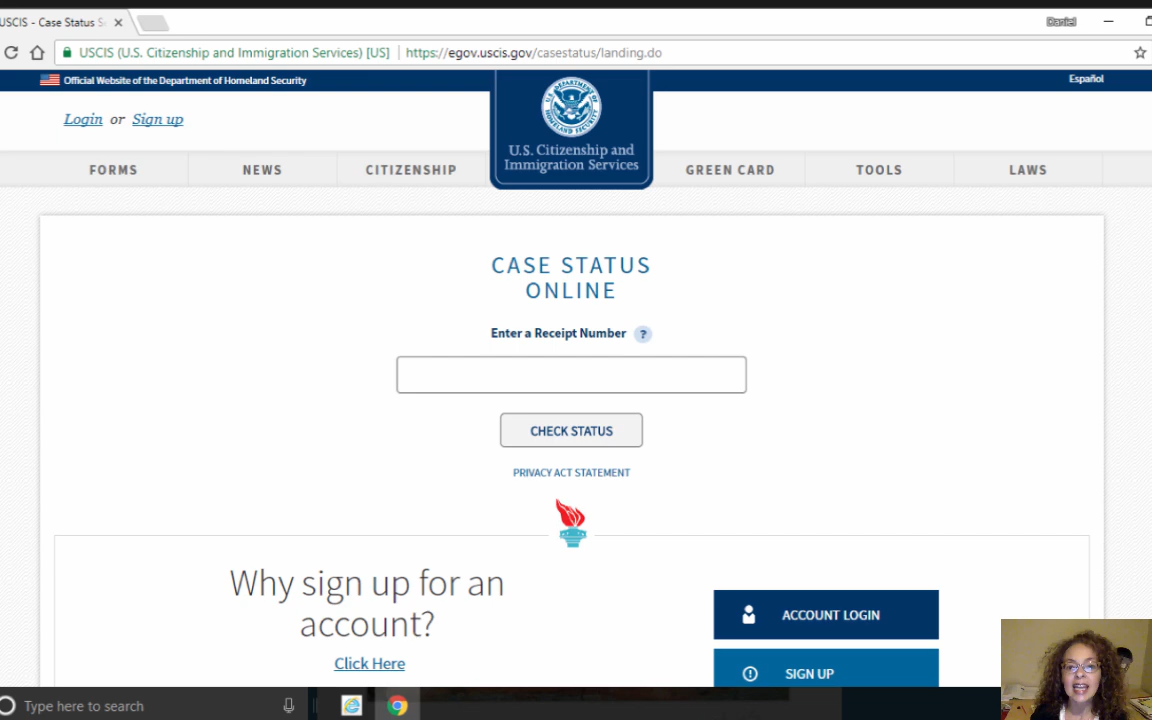 USCIS - Case Status S
Daniel
USCIS (U.S. Citizenship and Immigration Services) [US] | https://egov.uscis.gov/casestatus/landing.do
Official Website of the Department of Homeland Security
Español
Login or Sign up
U.S. Citizenship and
Immigration Services
FORMS NEWS CITIZENSHIP GREEN CARD TOOLS LAWS
CASE STATUS
ONLINE
Enter a Receipt Number ?
CHECK STATUS
PRIVACY ACT STATEMENT
Why sign up for an
account?
Click Here
ACCOUNT LOGIN
SIGN UP
Type here to search